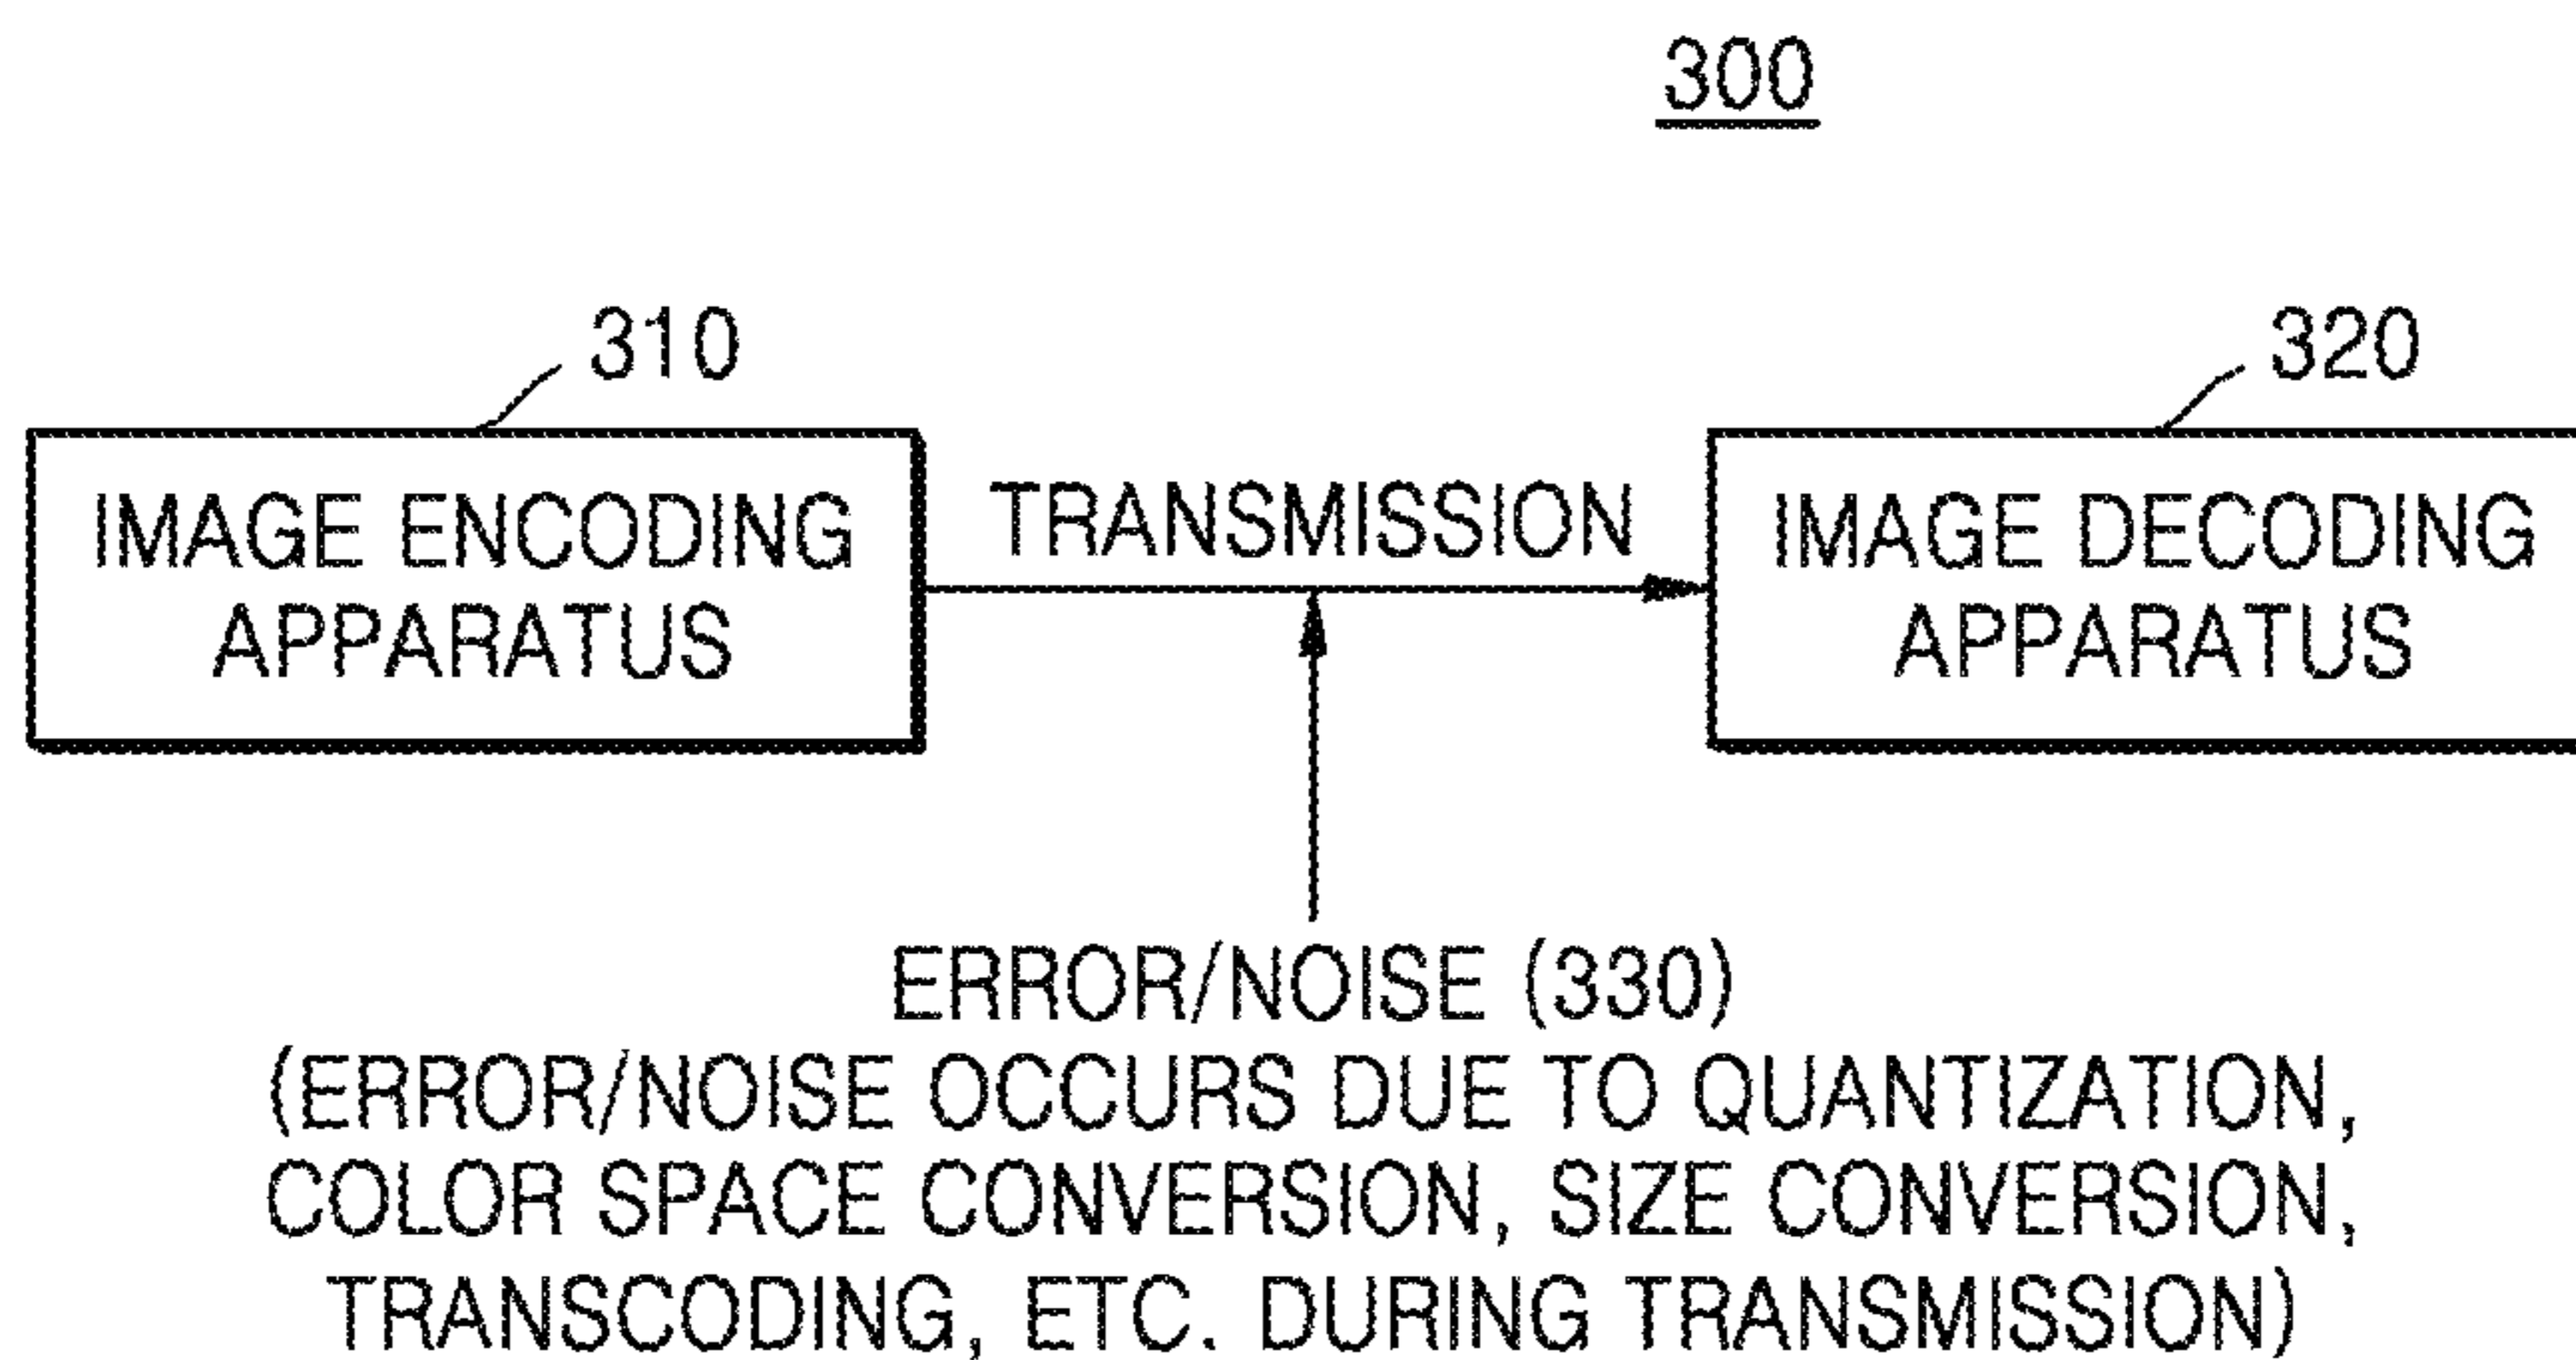 300
310
320
IMAGE ENCODING
APPARATUS
TRANSMISSION
IMAGE DECODING
APPARATUS
ERROR/NOISE (330)
(ERROR/NOISE OCCURS DUE TO QUANTIZATION,
COLOR SPACE CONVERSION, SIZE CONVERSION,
TRANSCODING, ETC. DURING TRANSMISSION)